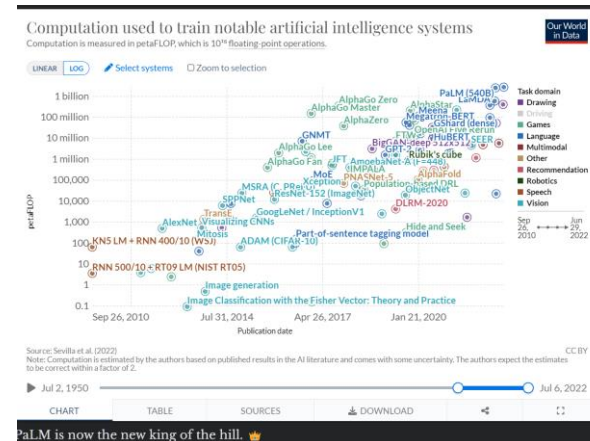 Computation used to train notable artificial intelligence systems
Computation is measured in petaFLOP, which is 10¹⁵ floating-point operations.
Our World
in Data
LINEAR LOG Select systems Zoom to selection
petaFLOP
1 billion
100 million
10 million
1 million
100,000
10,000
1,000
100
10
1
0.1
PaLM (540B)
LaMDA
AlphaGo Zero
AlphaStar
AlphaGo Master
Meena
Megatron-BERT
AlphaZero
GShard (dense)
GNMT
FTW
OpenAI Five Rerun
BigGAN-deep 512x512
HuBERT
SEER
AlphaGo Lee
GPT-2
Rubik's cube
AlphaGo Fan
JFT
AmoebaNet-A (F=448)
IMPALA
MoE
Xception
PNASNet-5
AlphaFold
MSRA (C, PReLU)
Population-based DRL
ResNet-152 (ImageNet)
ObjectNet
SPPNet
DLRM-2020
TransE
GoogLeNet / InceptionV1
AlexNet
Visualizing CNNs
Hide and Seek
Mitosis
Part-of-sentence tagging model
KN5 LM + RNN 400/10 (WSJ)
ADAM (CIFAR-10)
RNN 500/10 + RT09 LM (NIST RT05)
Image generation
Image Classification with the Fisher Vector: Theory and Practice
Sep 26, 2010
Jul 31, 2014
Apr 26, 2017
Jan 21, 2020
Publication date
Task domain
Drawing
Driving
Games
Language
Multimodal
Other
Recommendation
Robotics
Speech
Vision
Sep
26,
2010
Jun
29,
2022
Source: Sevilla et al. (2022)
CC BY
Note: Computation is estimated by the authors based on published results in the AI literature and comes with some uncertainty. The authors expect the estimates
to be correct within a factor of 2.
Jul 2, 1950
Jul 6, 2022
CHART TABLE SOURCES DOWNLOAD
PaLM is now the new king of the hill. 👑